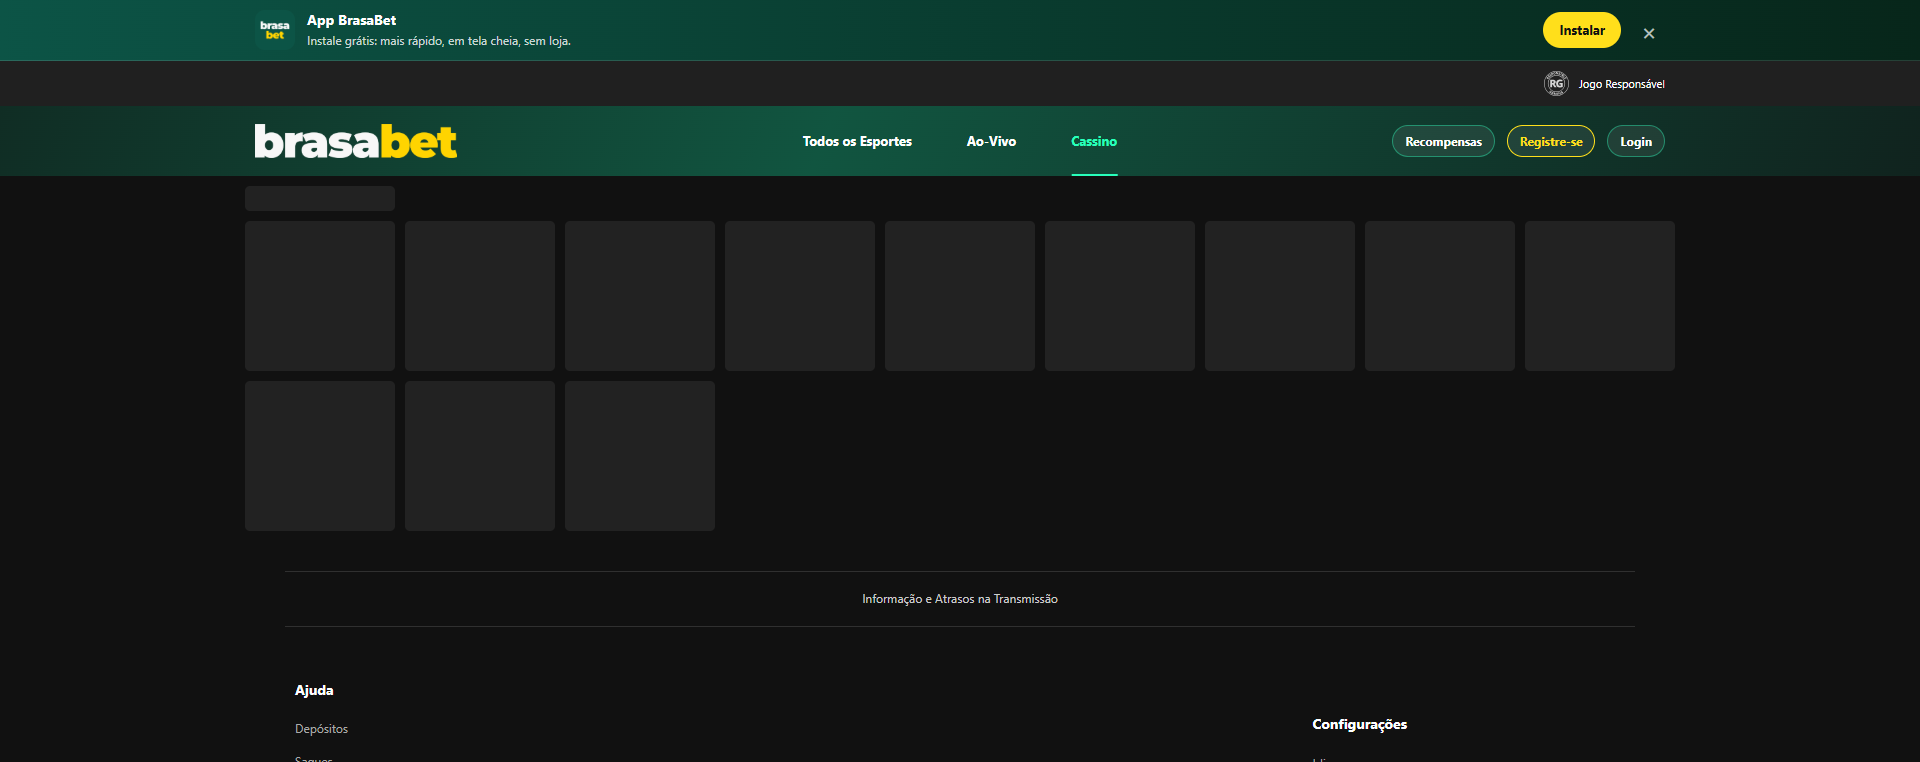 brasa
bet
App BrasaBet
Instale grátis: mais rápido, em tela cheia, sem loja.
Instalar
×
RG
Jogo Responsável
brasabet
Todos os Esportes
Ao-Vivo
Cassino
Recompensas
Registre-se
Login
Informação e Atrasos na Transmissão
Ajuda
Depósitos
Configurações